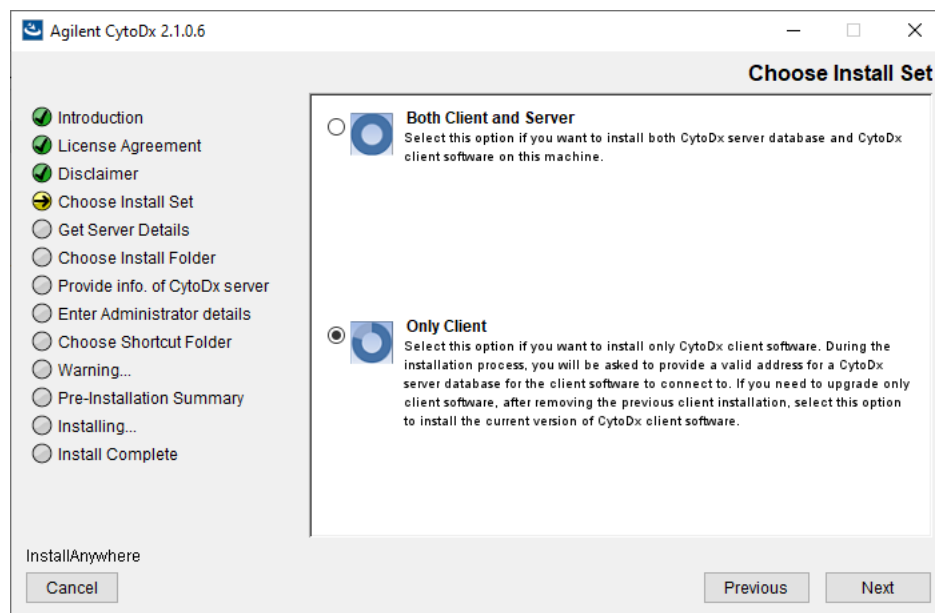 Agilent CytoDx 2.1.0.6
Choose Install Set
Introduction
License Agreement
Disclaimer
Choose Install Set
Get Server Details
Choose Install Folder
Provide info. of CytoDx server
Enter Administrator details
Choose Shortcut Folder
Warning...
Pre-Installation Summary
Installing...
Install Complete
Both Client and Server
Select this option if you want to install both CytoDx server database and CytoDx
client software on this machine.
Only Client
Select this option if you want to install only CytoDx client software. During the
installation process, you will be asked to provide a valid address for a CytoDx
server database for the client software to connect to. If you need to upgrade only
client software, after removing the previous client installation, select this option
to install the current version of CytoDx client software.
InstallAnywhere
Cancel
Previous
Next